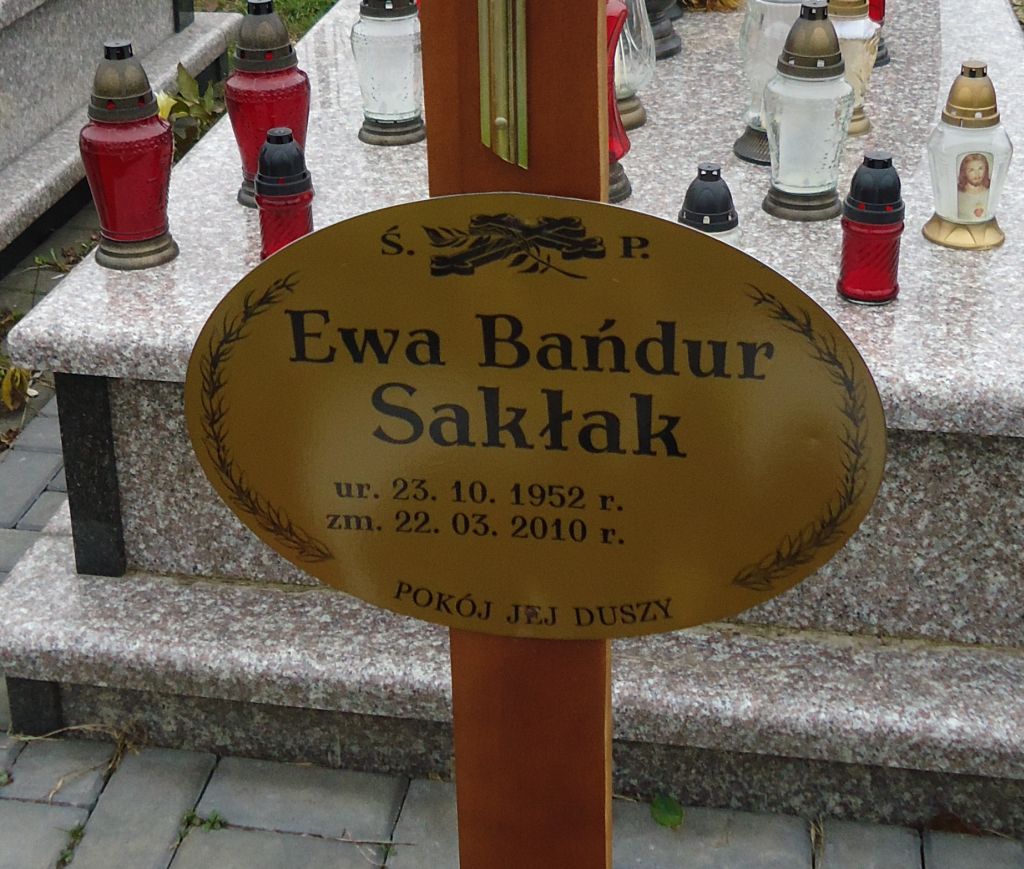 Ś. P.
Ewa Bańdur
Sakłak
ur. 23. 10. 1952 r.
zm. 22. 03. 2010 r.
POKÓJ JEJ DUSZY